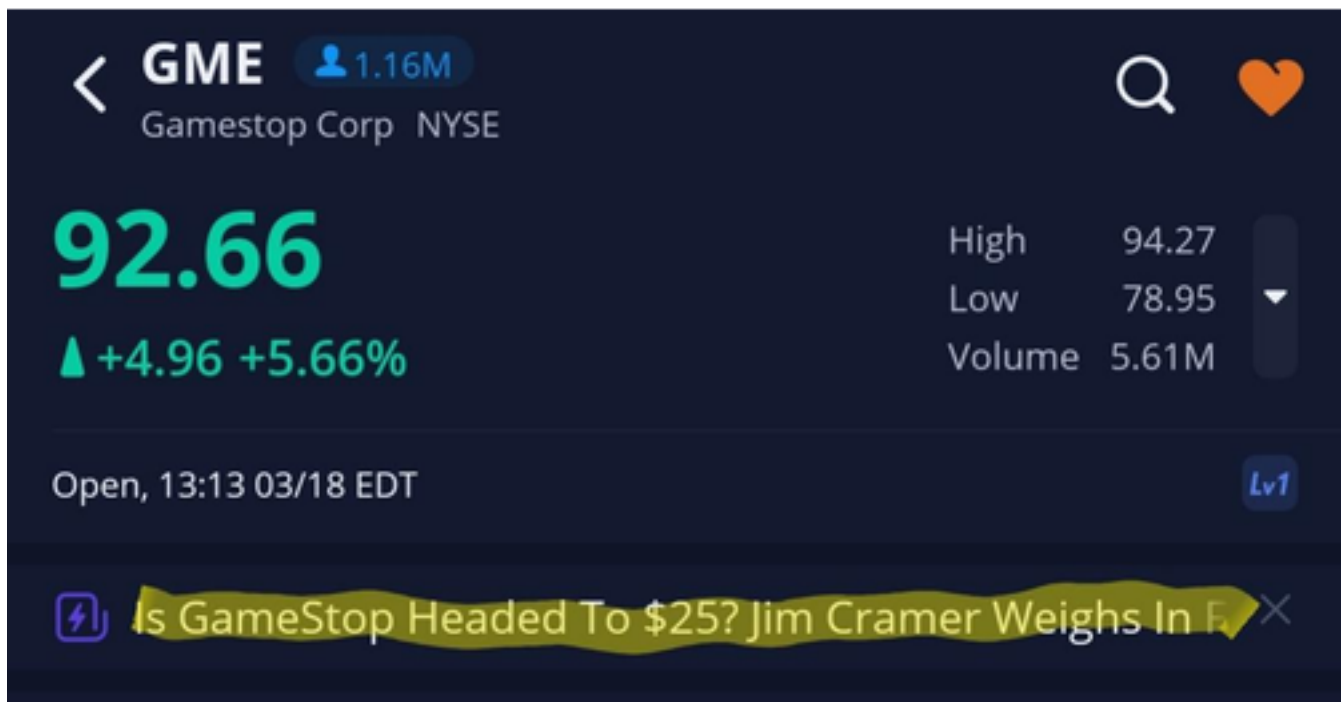 GME 1.16M
Gamestop Corp NYSE
92.66
+4.96 +5.66%
High 94.27
Low 78.95
Volume 5.61M
Open, 13:13 03/18 EDT
Lv1
Is GameStop Headed To $25? Jim Cramer Weighs In